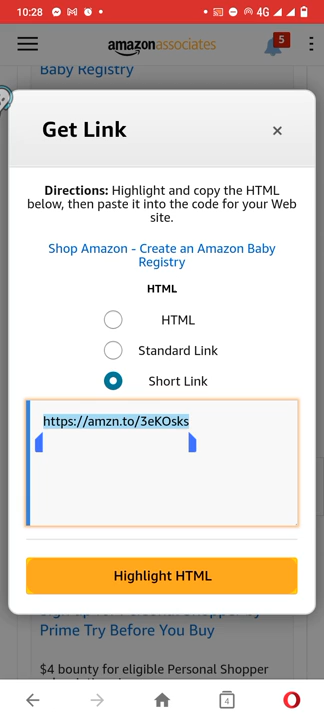 10:28
4G
amazonassociates
5
Baby Registry
Get Link
×
Directions: Highlight and copy the HTML
below, then paste it into the code for your Web
site.
Shop Amazon - Create an Amazon Baby
Registry
HTML
HTML
Standard Link
Short Link
https://amzn.to/3eKOsks
Highlight HTML
Prime Try Before You Buy
$4 bounty for eligible Personal Shopper
4